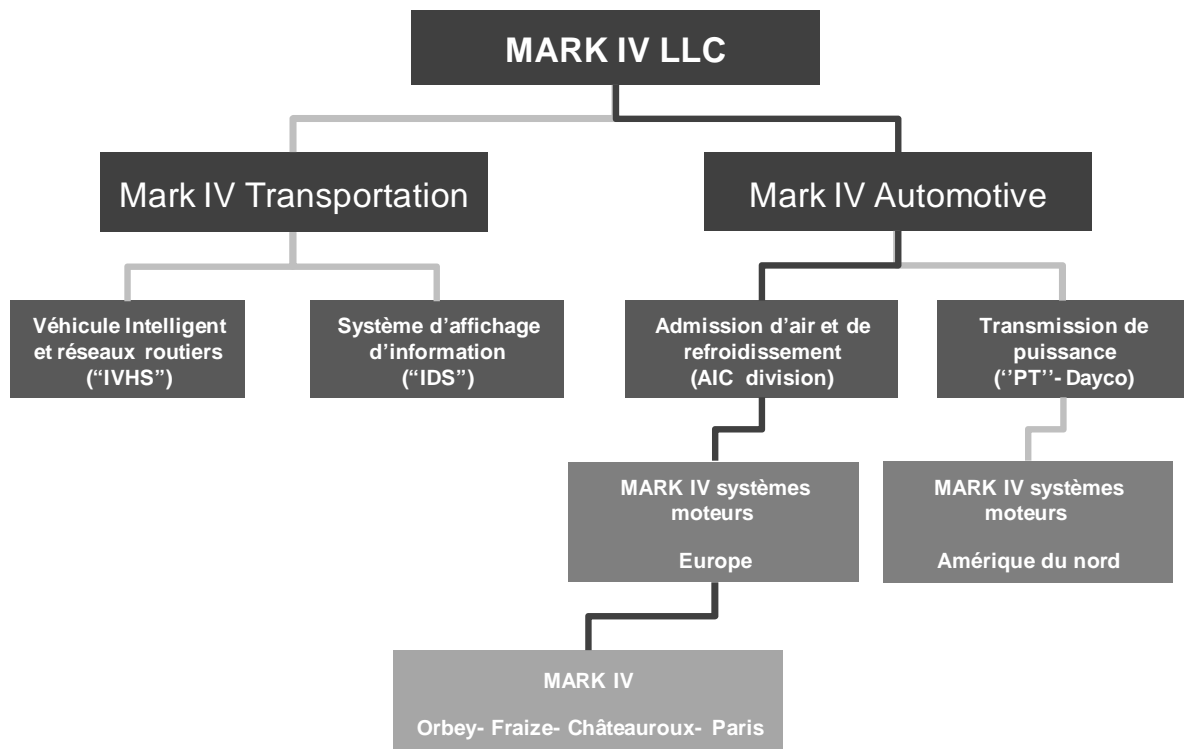 MARK IV LLC
Mark IV Transportation
Mark IV Automotive
Véhicule Intelligent
et réseaux routiers
(“IVHS”)
Système d’affichage
d’information
(“IDS”)
Admission d’air et de
refroidissement
(AIC division)
Transmission de
puissance
(‘’PT’’- Dayco)
MARK IV systèmes
moteurs
Europe
MARK IV systèmes
moteurs
Amérique du nord
MARK IV
Orbey- Fraize- Châteauroux- Paris